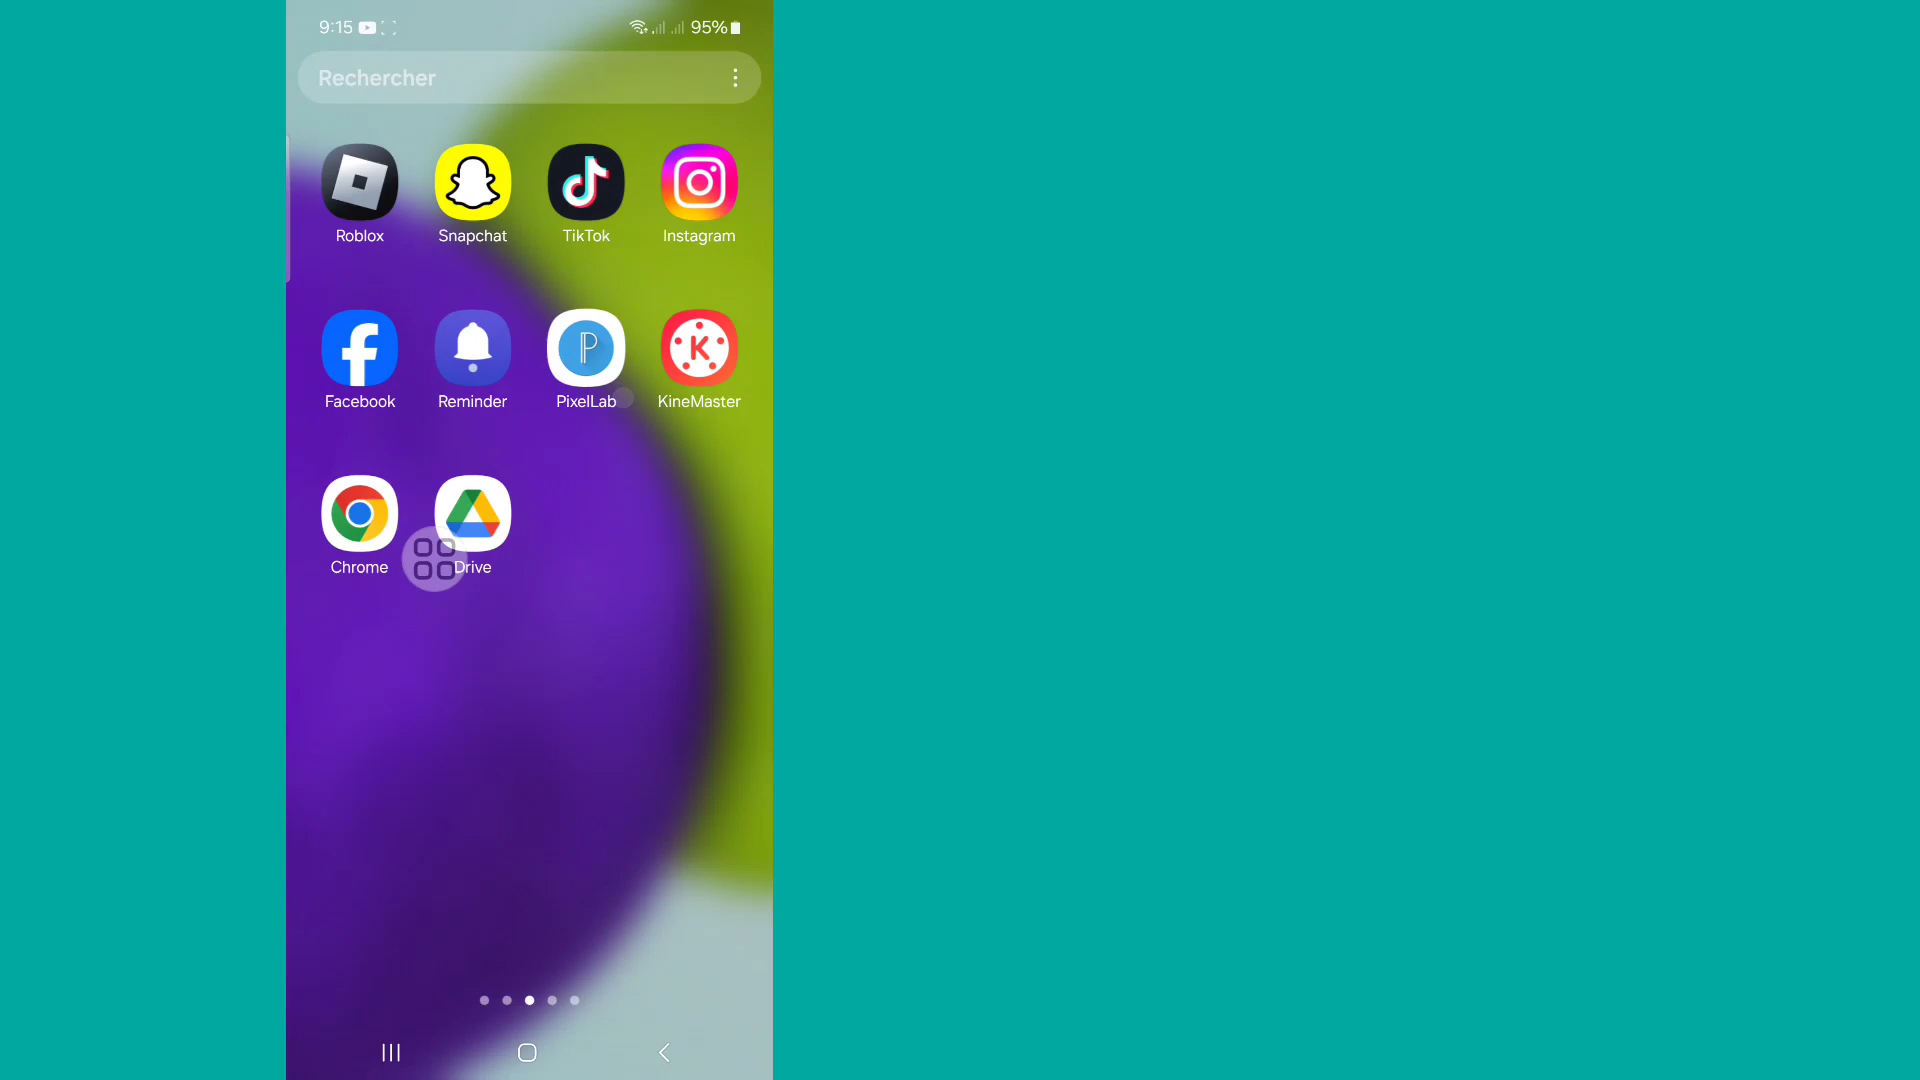 9:15
95%
Rechercher
Roblox
Snapchat
TikTok
Instagram
Facebook
Reminder
PixelLab
KineMaster
Chrome
Drive